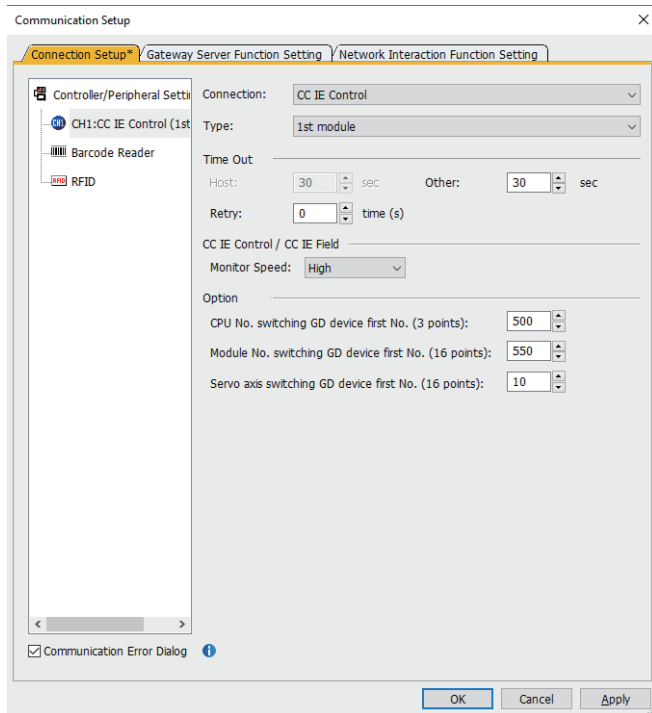 Communication Setup
Connection Setup* Gateway Server Function Setting Network Interaction Function Setting
Controller/Peripheral Settin
CH1 CH1:CC IE Control (1st
Barcode Reader
RFID RFID
Connection: CC IE Control
Type: 1st module
Time Out
Host: 30 sec Other: 30 sec
Retry: 0 time (s)
CC IE Control / CC IE Field
Monitor Speed: High
Option
CPU No. switching GD device first No. (3 points): 500
Module No. switching GD device first No. (16 points): 550
Servo axis switching GD device first No. (16 points): 10
Communication Error Dialog
OK Cancel Apply